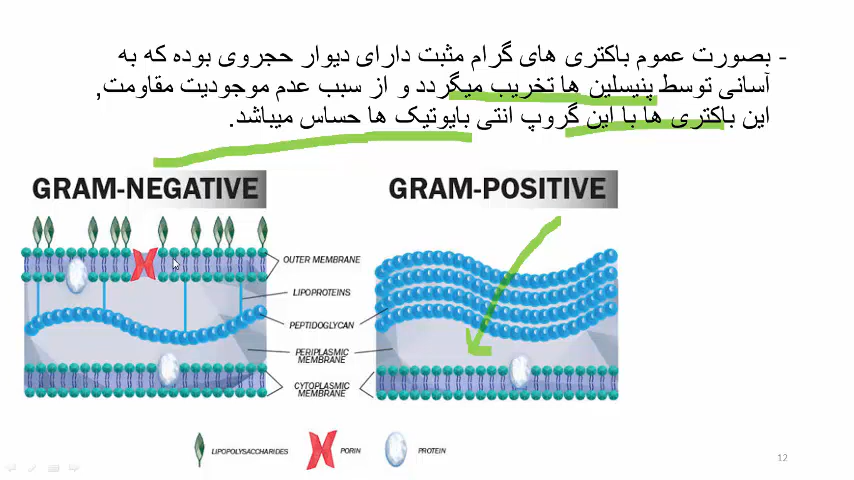 - بصورت عموم باکتری های گرام مثبت دارای دیوار حجروی بوده که به
آسانی توسط پنیسلین ها تخریب میگردد و از سبب عدم موجودیت مقاومت,
این باکتری ها با این گروپ انتی بایوتیک ها حساس میباشد.
GRAM-NEGATIVE
GRAM-POSITIVE
OUTER MEMBRANE
LIPOPROTEINS
PEPTIDOGLYCAN
PERIPLASMIC
MEMBRANE
CYTOPLASMIC
MEMBRANE
LIPOPOLYSACCHARIDES
PORIN
PROTEIN
12